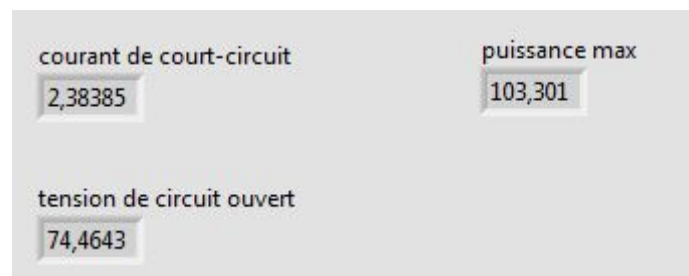 courant de court-circuit
2,38385
puissance max
103,301
tension de circuit ouvert
74,4643